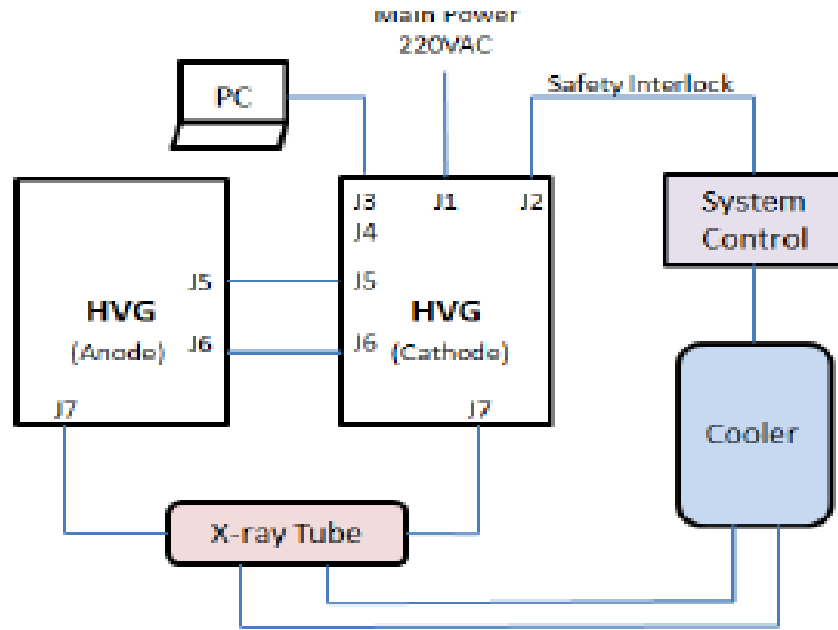 Main Power
220VAC
PC
Safety Interlock
J3
J1
J2
J4
System
Control
J5
J5
HVG
(Anode)
J6
J6
HVG
(Cathode)
J7
J7
Cooler
X-ray Tube